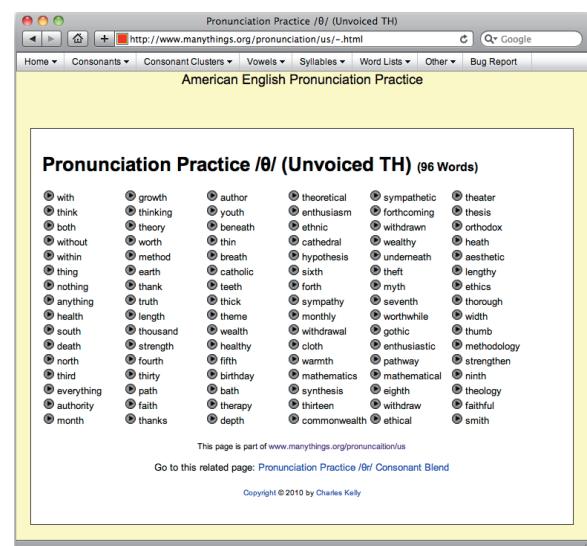 Pronunciation Practice /θ/ (Unvoiced TH)
http://www.manythings.org/pronunciation/us/-.html Google
Home Consonants Consonant Clusters Vowels Syllables Word Lists Other Bug Report
American English Pronunciation Practice
Pronunciation Practice /θ/ (Unvoiced TH) (96 Words)
with growth author theoretical sympathetic theater
think thinking youth enthusiasm forthcoming thesis
both theory beneath ethnic withdrawn orthodox
without worth thin cathedral wealthy heath
within method breath hypothesis underneath aesthetic
thing earth catholic sixth theft lengthy
nothing thank teeth forth myth ethics
anything truth thick sympathy seventh thorough
health length theme monthly worthwhile width
south thousand wealth withdrawal gothic thumb
death strength healthy cloth enthusiastic methodology
north fourth fifth warmth pathway strengthen
third thirty birthday mathematics mathematical ninth
everything path bath synthesis eighth theology
authority faith therapy thirteen withdraw faithful
month thanks depth commonwealth ethical smith
This page is part of www.manythings.org/pronuncaition/us
Go to this related page: Pronunciation Practice /θr/ Consonant Blend
Copyright © 2010 by Charles Kelly